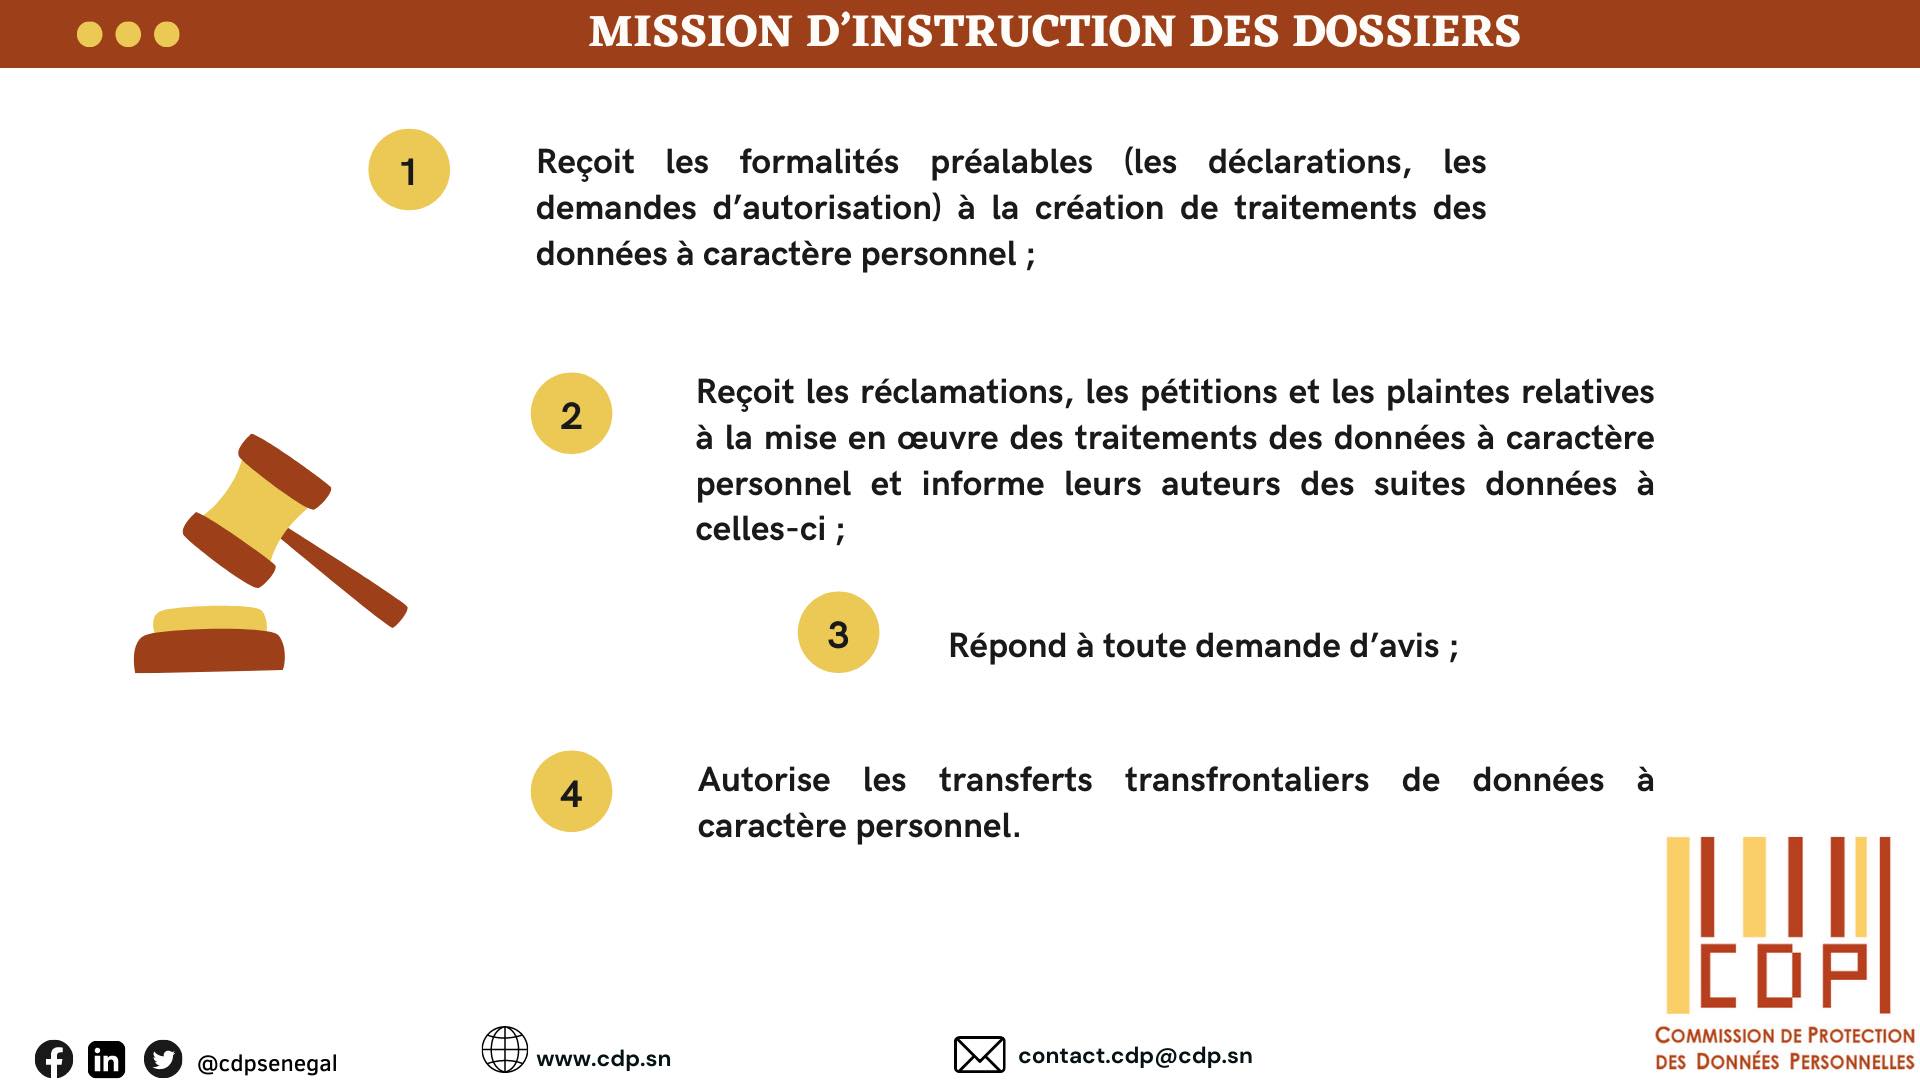 MISSION D’INSTRUCTION DES DOSSIERS
1
Reçoit les formalités préalables (les déclarations, les
demandes d’autorisation) à la création de traitements des
données à caractère personnel ;
2
Reçoit les réclamations, les pétitions et les plaintes relatives
à la mise en œuvre des traitements des données à caractère
personnel et informe leurs auteurs des suites données à
celles-ci ;
3
Répond à toute demande d’avis ;
4
Autorise les transferts transfrontaliers de données à
caractère personnel.
CDP
COMMISSION DE PROTECTION
DES DONNÉES PERSONNELLES
@cdpsenegal
www.cdp.sn
contact.cdp@cdp.sn